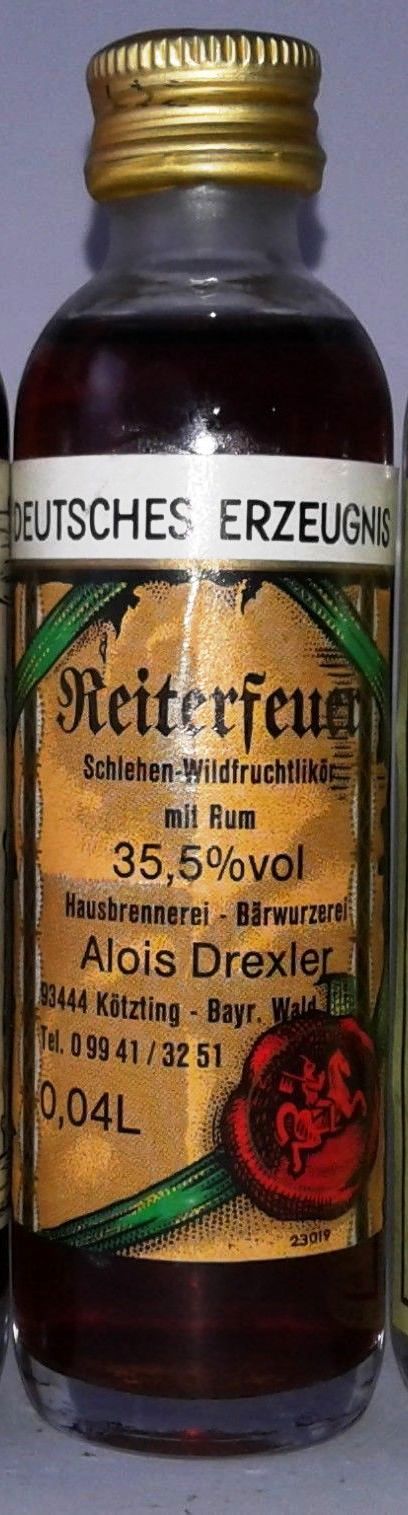 DEUTSCHES ERZEUGNIS
Reiterfeuer
Schlehen-Wildfruchtlikör
mit Rum
35,5%vol
Hausbrennerei - Bärwurzerei
Alois Drexler
93444 Kötzting - Bayr. Wald
Tel. 0 99 41 / 32 51
0,04L
23019